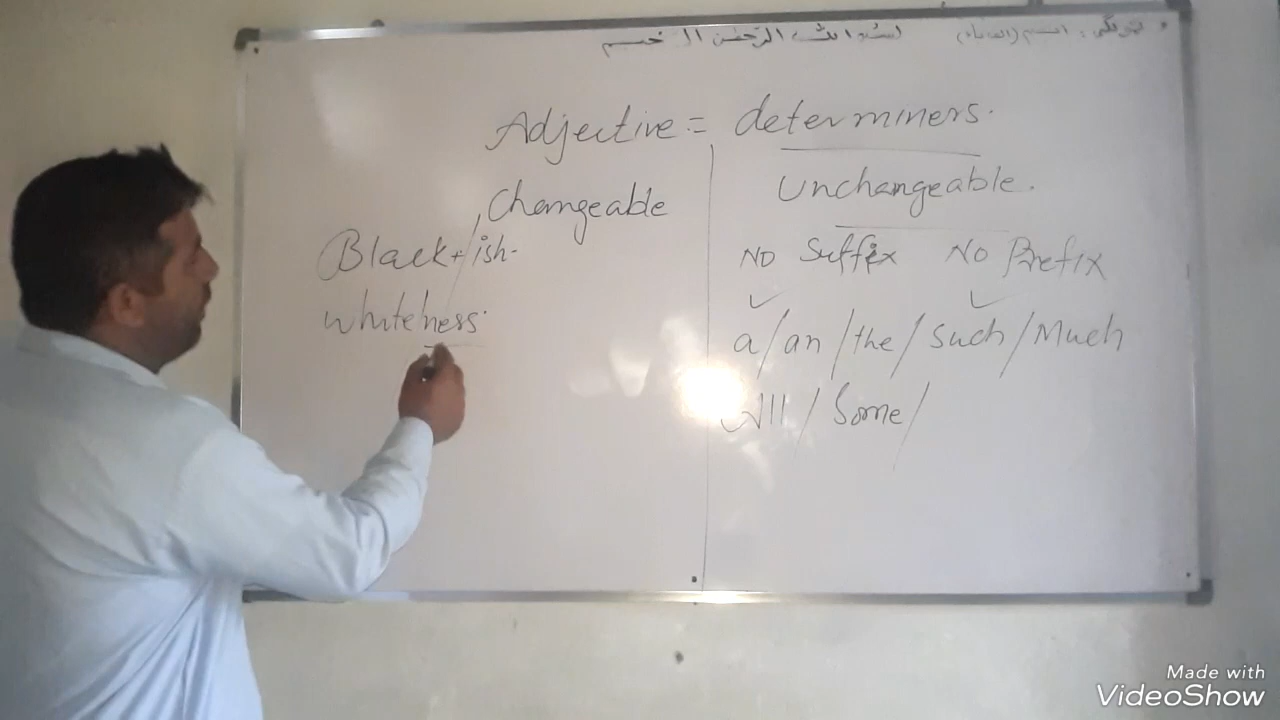 Adjective = determiners.
Changeable
Unchangeable.
Black + ish
NO Suffix NO Prefix
whiteness
a/an/the/such/Much
All/Some/
Made with
VideoShow